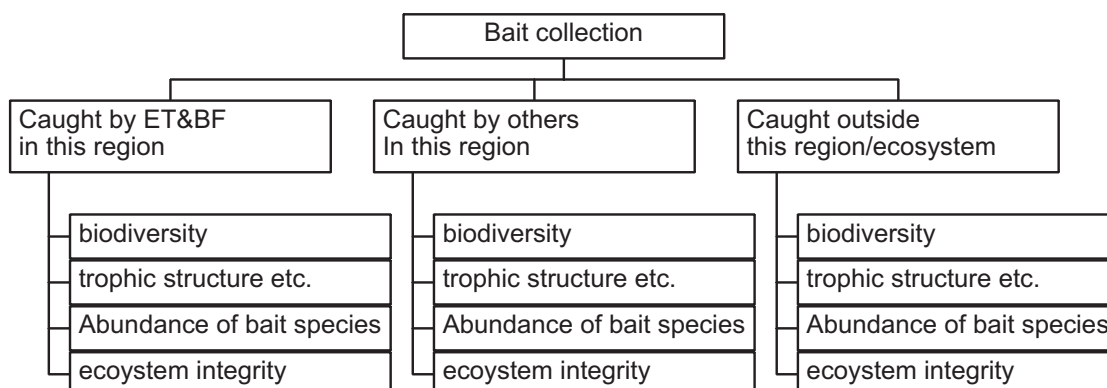 Bait collection
Caught by ET&BF
in this region
biodiversity
trophic structure etc.
Abundance of bait species
ecoystem integrity
Caught by others
In this region
biodiversity
trophic structure etc.
Abundance of bait species
ecoystem integrity
Caught outside
this region/ecosystem
biodiversity
trophic structure etc.
Abundance of bait species
ecoystem integrity